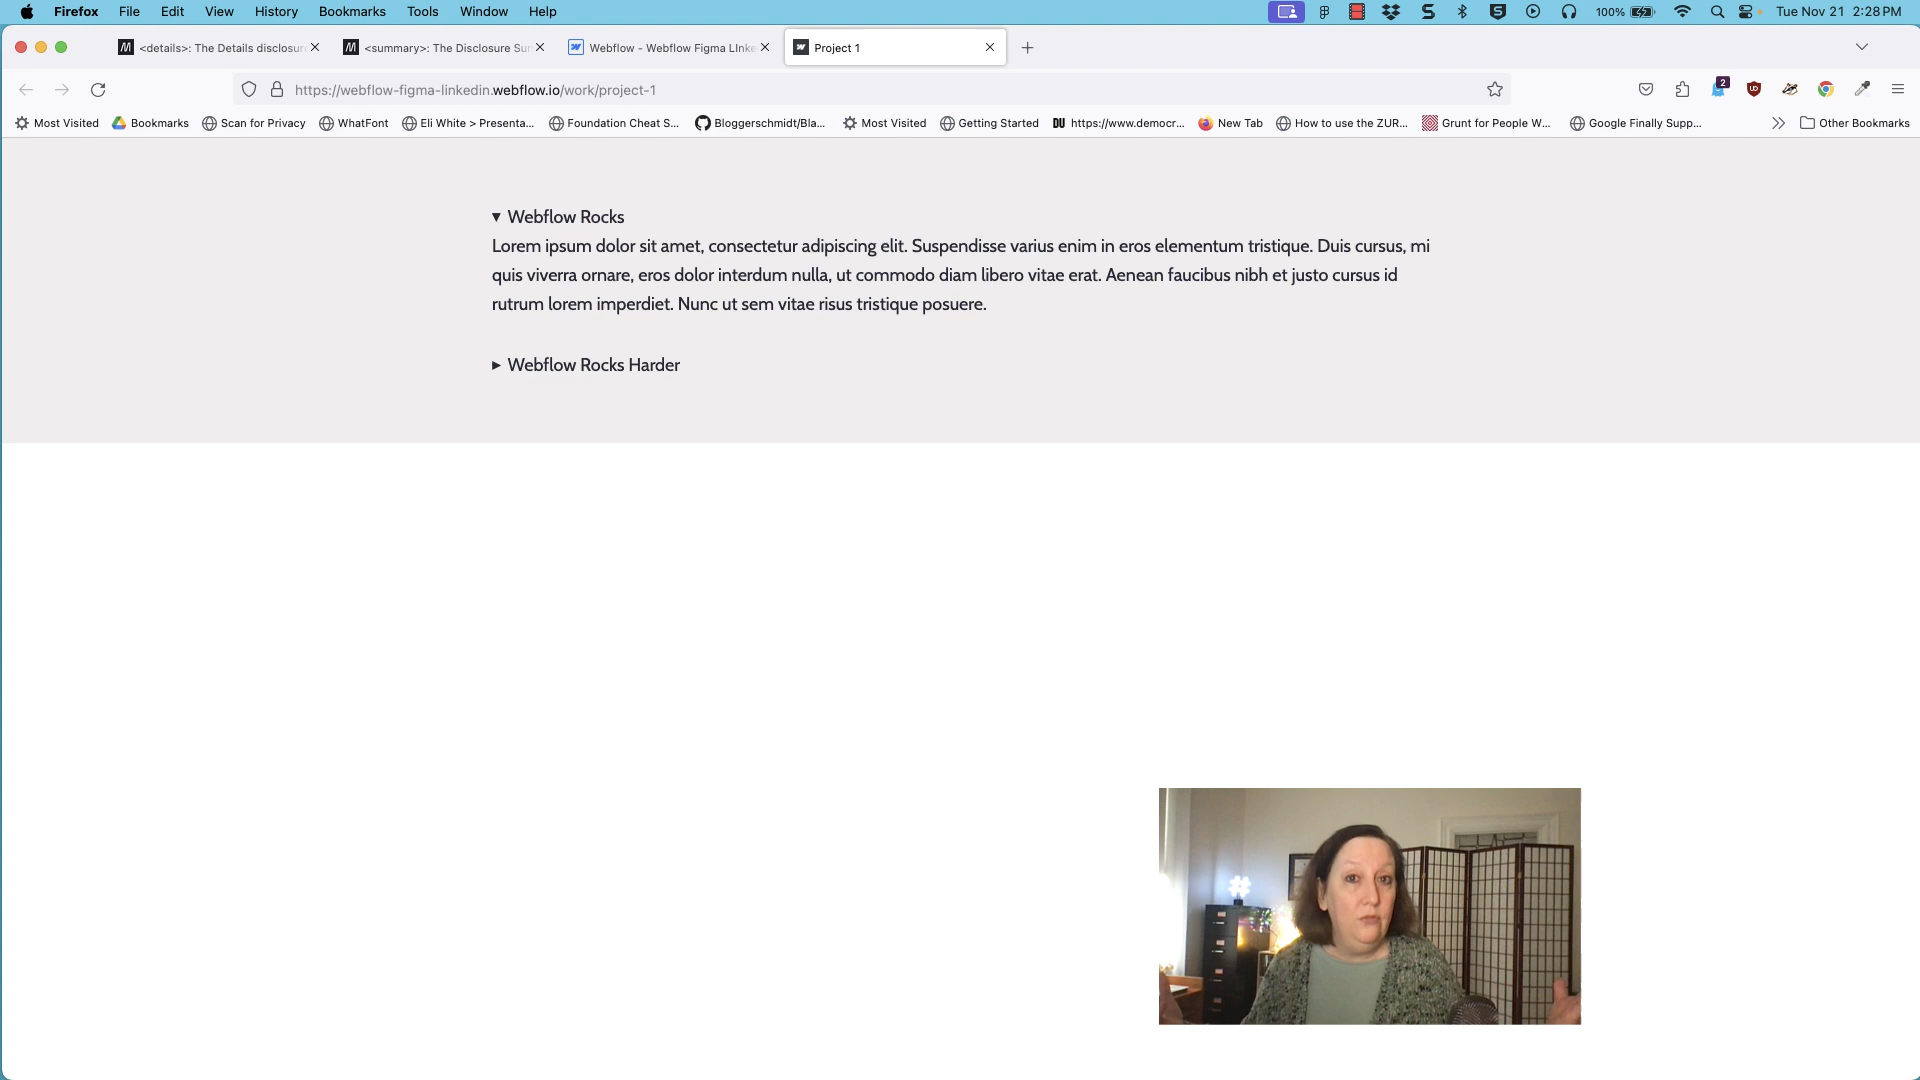 Firefox File Edit View History Bookmarks Tools Window Help 100% Tue Nov 21 2:28 PM
<details>: The Details disclosure <summary>: The Disclosure Su Webflow - Webflow Figma LInke Project 1
https://webflow-figma-linkedin.webflow.io/work/project-1 2
Most Visited Bookmarks Scan for Privacy WhatFont Eli White > Presenta... Foundation Cheat S... Bloggerschmidt/Bla... Most Visited Getting Started DU https://www.democr... New Tab How to use the ZUR... Grunt for People W... Google Finally Supp... Other Bookmarks
Webflow Rocks
Lorem ipsum dolor sit amet, consectetur adipiscing elit. Suspendisse varius enim in eros elementum tristique. Duis cursus, mi
quis viverra ornare, eros dolor interdum nulla, ut commodo diam libero vitae erat. Aenean faucibus nibh et justo cursus id
rutrum lorem imperdiet. Nunc ut sem vitae risus tristique posuere.
Webflow Rocks Harder